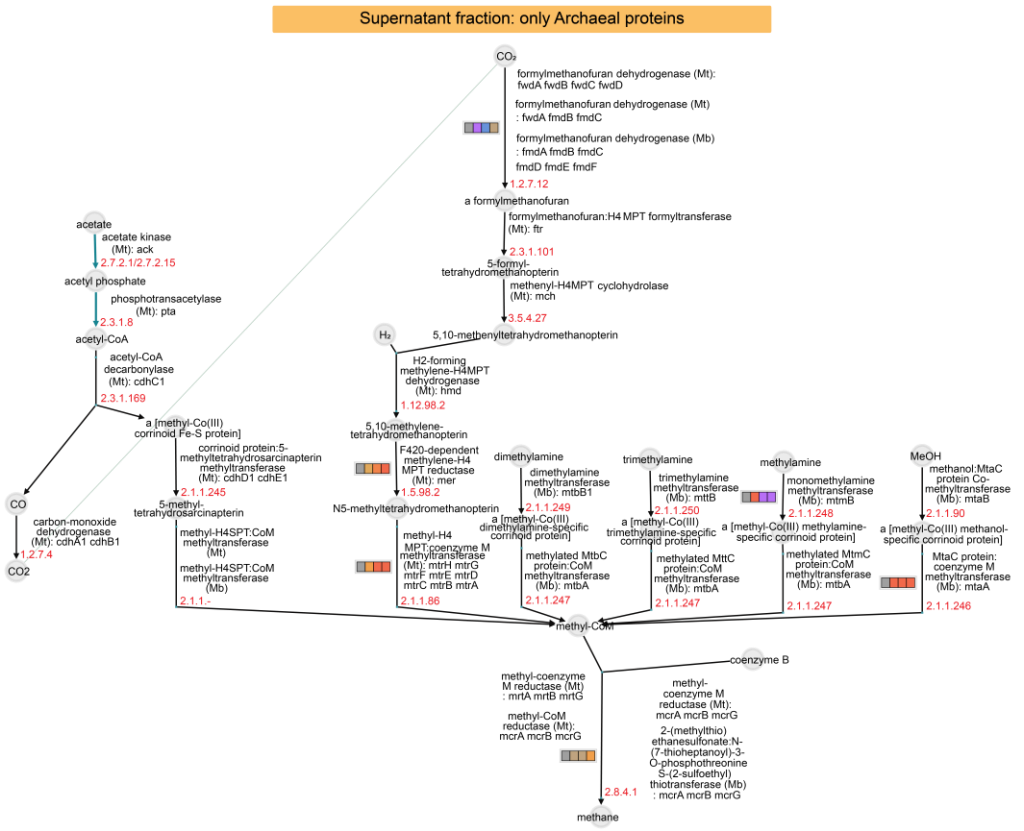 Supernatant fraction: only Archaeal proteins
CO₂
formylmethanofuran dehydrogenase (Mt):
fwdA fwdB fwdC fwdD
formylmethanofuran dehydrogenase (Mt)
: fwdA fmdB fmdC
formylmethanofuran dehydrogenase (Mb)
: fmdA fmdB fmdC
fmdD fmdE fmdF
1.2.7.12
a formylmethanofuran
formylmethanofuran:H4 MPT formyltransferase
(Mt): ftr
2.3.1.101
5-formyl-
tetrahydromethanopterin
methenyl-H4MPT cyclohydrolase
(Mt): mch
3.5.4.27
5,10-methenyltetrahydromethanopterin
H₂
H2-forming
methylene-H4MPT
dehydrogenase
(Mt): hmd
1.12.98.2
5,10-methylene-
tetrahydromethanopterin
F420-dependent
methylene-H4
MPT reductase
(Mt): mer
1.5.98.2
N5-methyltetrahydromethanopterin
methyl-H4
MPT:coenzyme M
methyltransferase
(Mt): mtrH mtrG
mtrF mtrE mtrD
mtrC mtrB mtrA
2.1.1.86
acetate
acetate kinase
(Mt): ack
2.7.2.1/2.7.2.15
acetyl phosphate
phosphotransacetylase
(Mt): pta
2.3.1.8
acetyl-CoA
acetyl-CoA
decarbonylase
(Mt): cdhC1
2.3.1.169
a [methyl-Co(III)
corrinoid Fe-S protein]
corrinoid protein:5-
methyltetrahydrosarcinapterin
methyltransferase
(Mt): cdhD1 cdhE1
2.1.1.245
5-methyl-
tetrahydrosarcinapterin
methyl-H4SPT:CoM
methyltransferase
(Mt)
methyl-H4SPT:CoM
methyltransferase
(Mb)
2.1.1.-
CO
carbon-monoxide
dehydrogenase
(Mt): cdhA1 cdhB1
1.2.7.4
CO2
dimethylamine
dimethylamine
methyltransferase
(Mb): mtbB1
2.1.1.249
a [methyl-Co(III)
dimethylamine-specific
corrinoid protein]
methylated MtbC
protein:CoM
methyltransferase
(Mb): mtbA
2.1.1.247
trimethylamine
trimethylamine
methyltransferase
(Mb): mttB
2.1.1.250
a [methyl-Co(III)
trimethylamine-specific
corrinoid protein]
methylated MttC
protein:CoM
methyltransferase
(Mb): mtbA
2.1.1.247
methylamine
monomethylamine
methyltransferase
(Mb): mtmB
2.1.1.248
a [methyl-Co(III) methylamine-
specific corrinoid protein]
methylated MtmC
protein:CoM
methyltransferase
(Mb): mtbA
2.1.1.247
MeOH
methanol:MtaC
protein Co-
methyltransferase
(Mb): mtaB
2.1.1.90
a [methyl-Co(III) methanol-
specific corrinoid protein]
MtaC protein:
coenzyme M
methyltransferase
(Mb): mtaA
2.1.1.246
methyl-CoM
coenzyme B
methyl-coenzyme
M reductase (Mt)
: mrtA mrtB mrtG
methyl-CoM
reductase (Mt):
mcrA mcrB mcrG
methyl-
coenzyme M
reductase (Mt):
mcrA mcrB mcrG
2-(methylthio)
ethanesulfonate:N-
(7-thioheptanoyl)-3-
O-phosphothreonine
S-(2-sulfoethyl)
thiotransferase (Mb)
: mcrA mcrB mcrG
2.8.4.1
methane